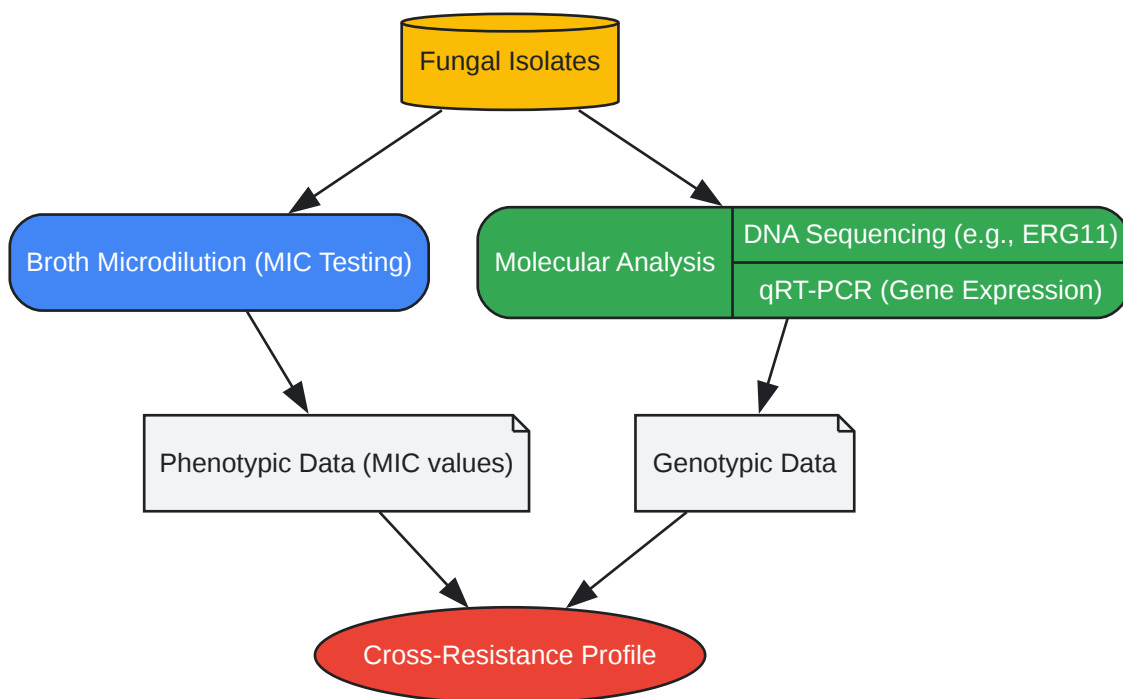 Fungal Isolates
Broth Microdilution (MIC Testing)
Molecular Analysis
DNA Sequencing (e.g., ERG11)
qRT-PCR (Gene Expression)
Phenotypic Data (MIC values)
Genotypic Data
Cross-Resistance Profile